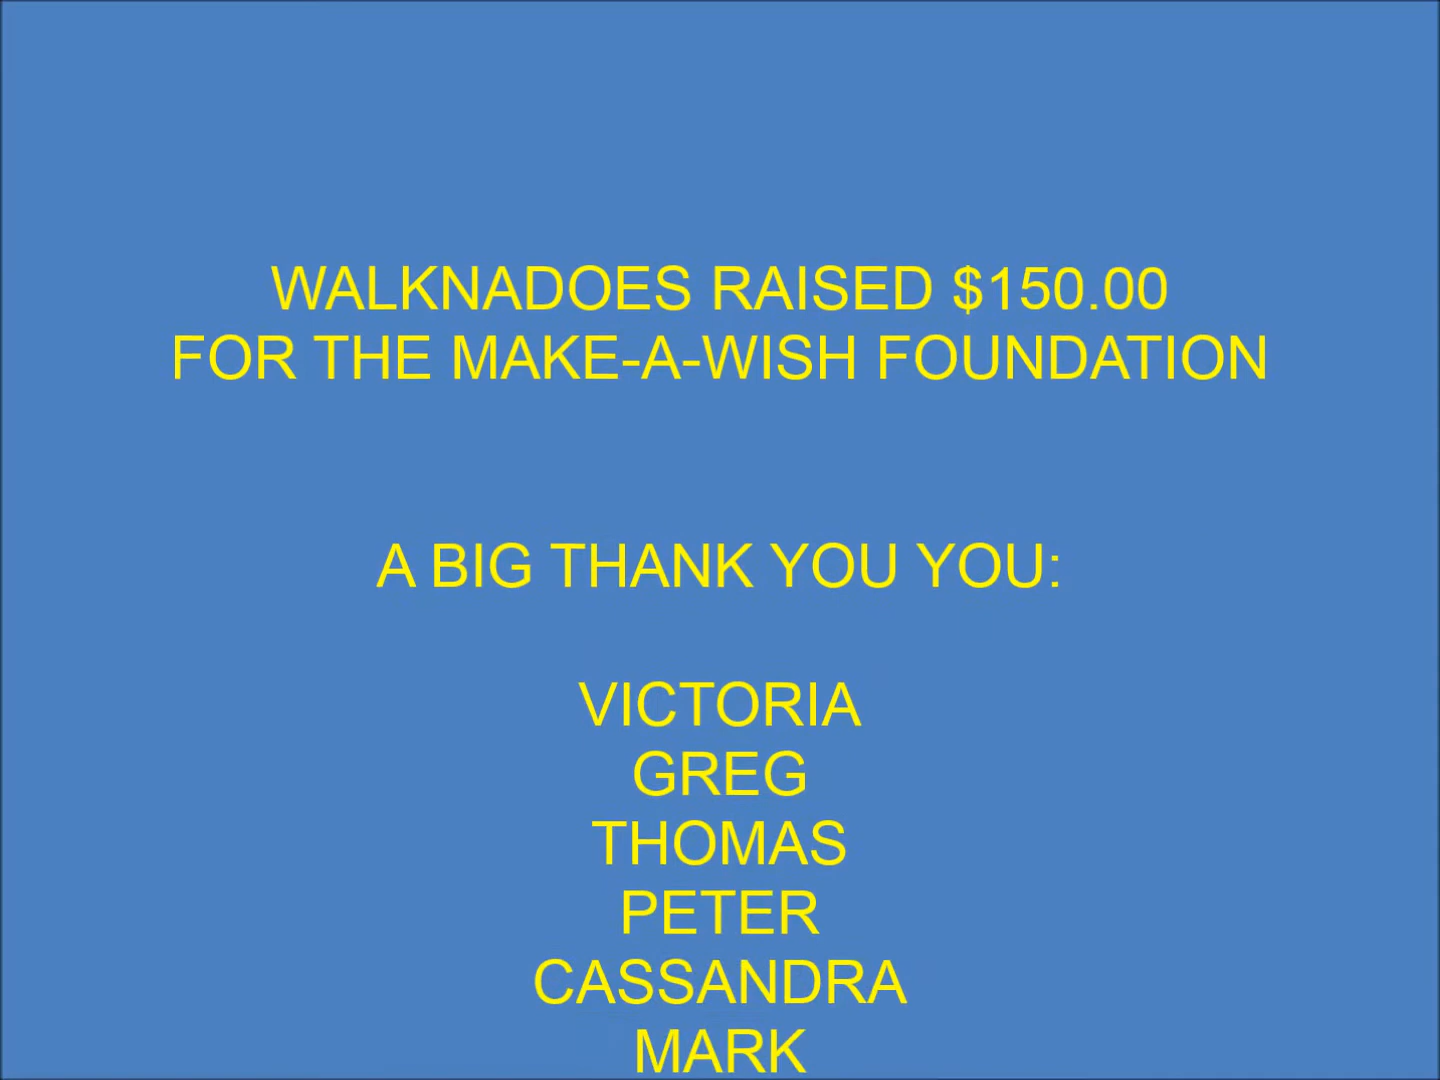 WALKNADOES RAISED $150.00
FOR THE MAKE-A-WISH FOUNDATION
A BIG THANK YOU YOU:
VICTORIA
GREG
THOMAS
PETER
CASSANDRA
MARK